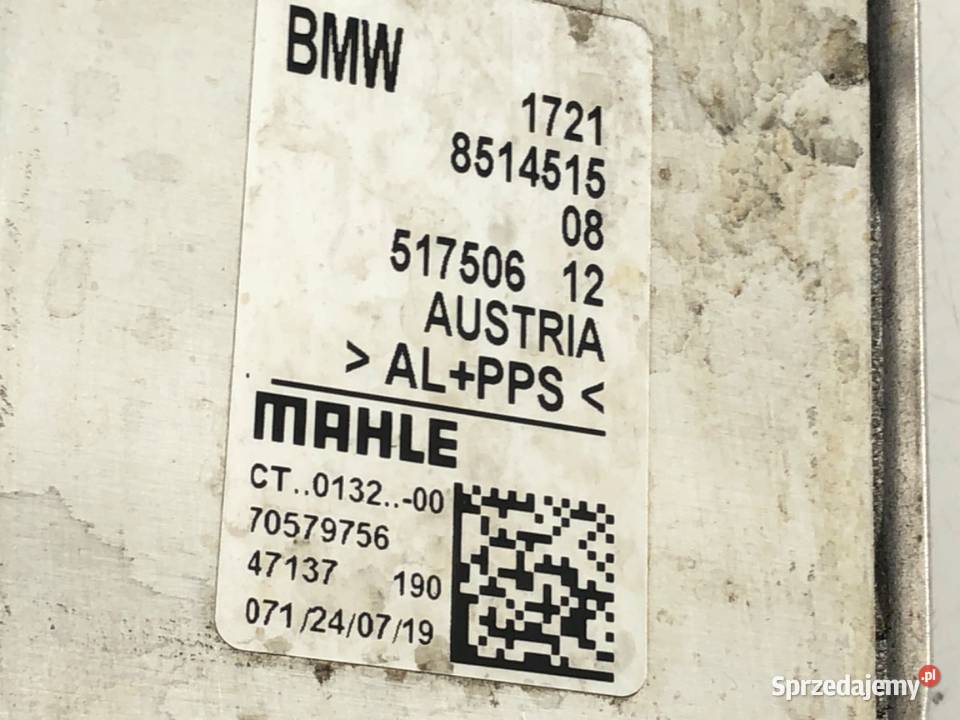 BMW
1721
8514515
08
517506 12
AUSTRIA
> AL+PPS <
MAHLE
CT..0132..-00
70579756
47137 190
071/24/07/19
Sprzedajemy.pl